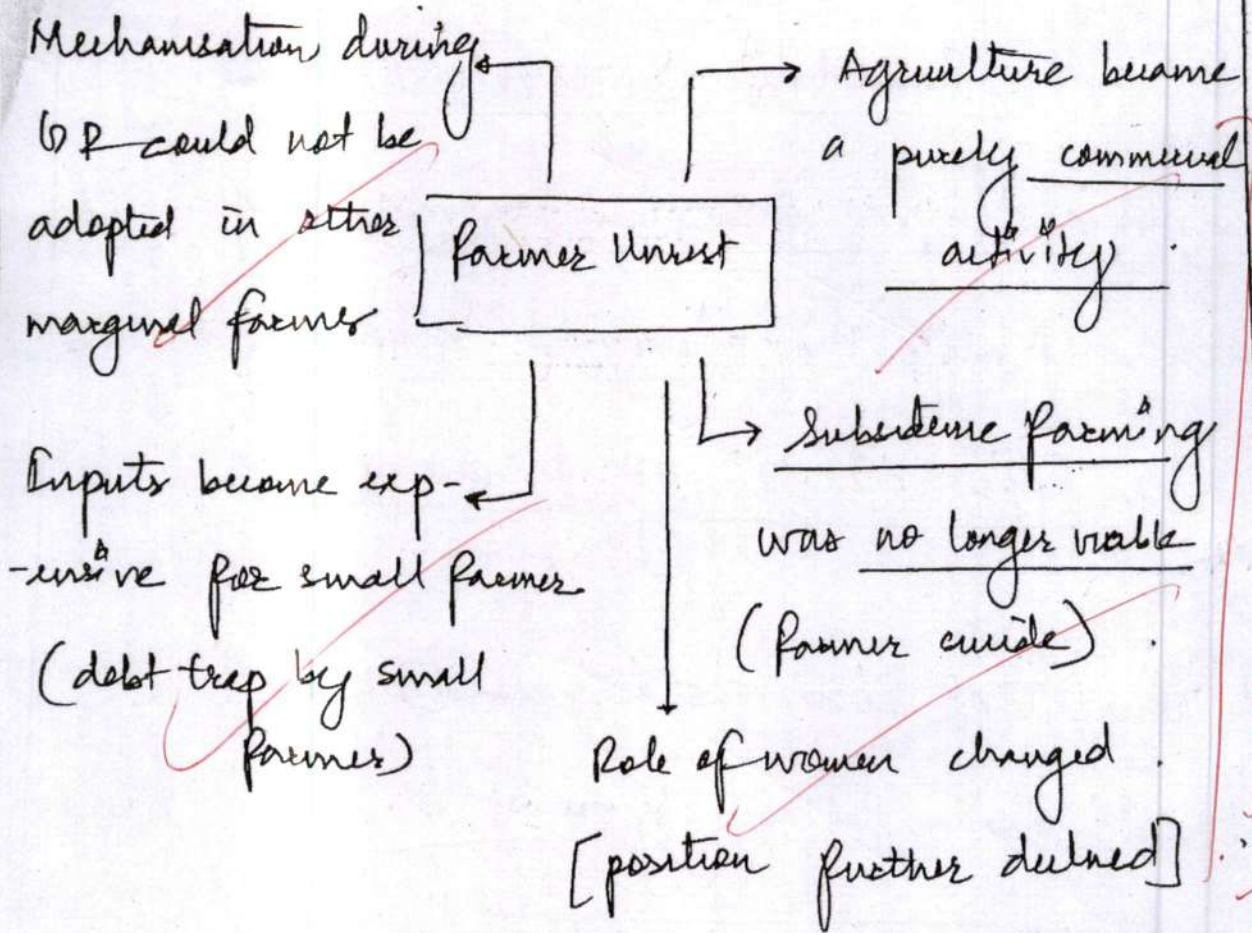 Mechanisation during
GR could not be
adopted in other
marginal farms
Agriculture became
a purely commercial
activity.
Farmer Unrest
Inputs became exp-
-ensive for small farmer
(debt trap by small
farmer)
Subsistence farming
was no longer viable
(farmer suicide).
Role of women changed.
[position further declined].